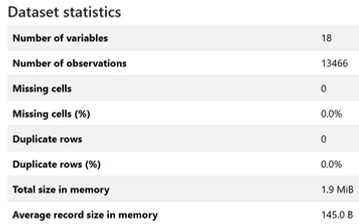 Dataset statistics
Number of variables 18
Number of observations 13466
Missing cells 0
Missing cells (%) 0.0%
Duplicate rows 0
Duplicate rows (%) 0.0%
Total size in memory 1.9 MiB
Average record size in memory 145.0 B